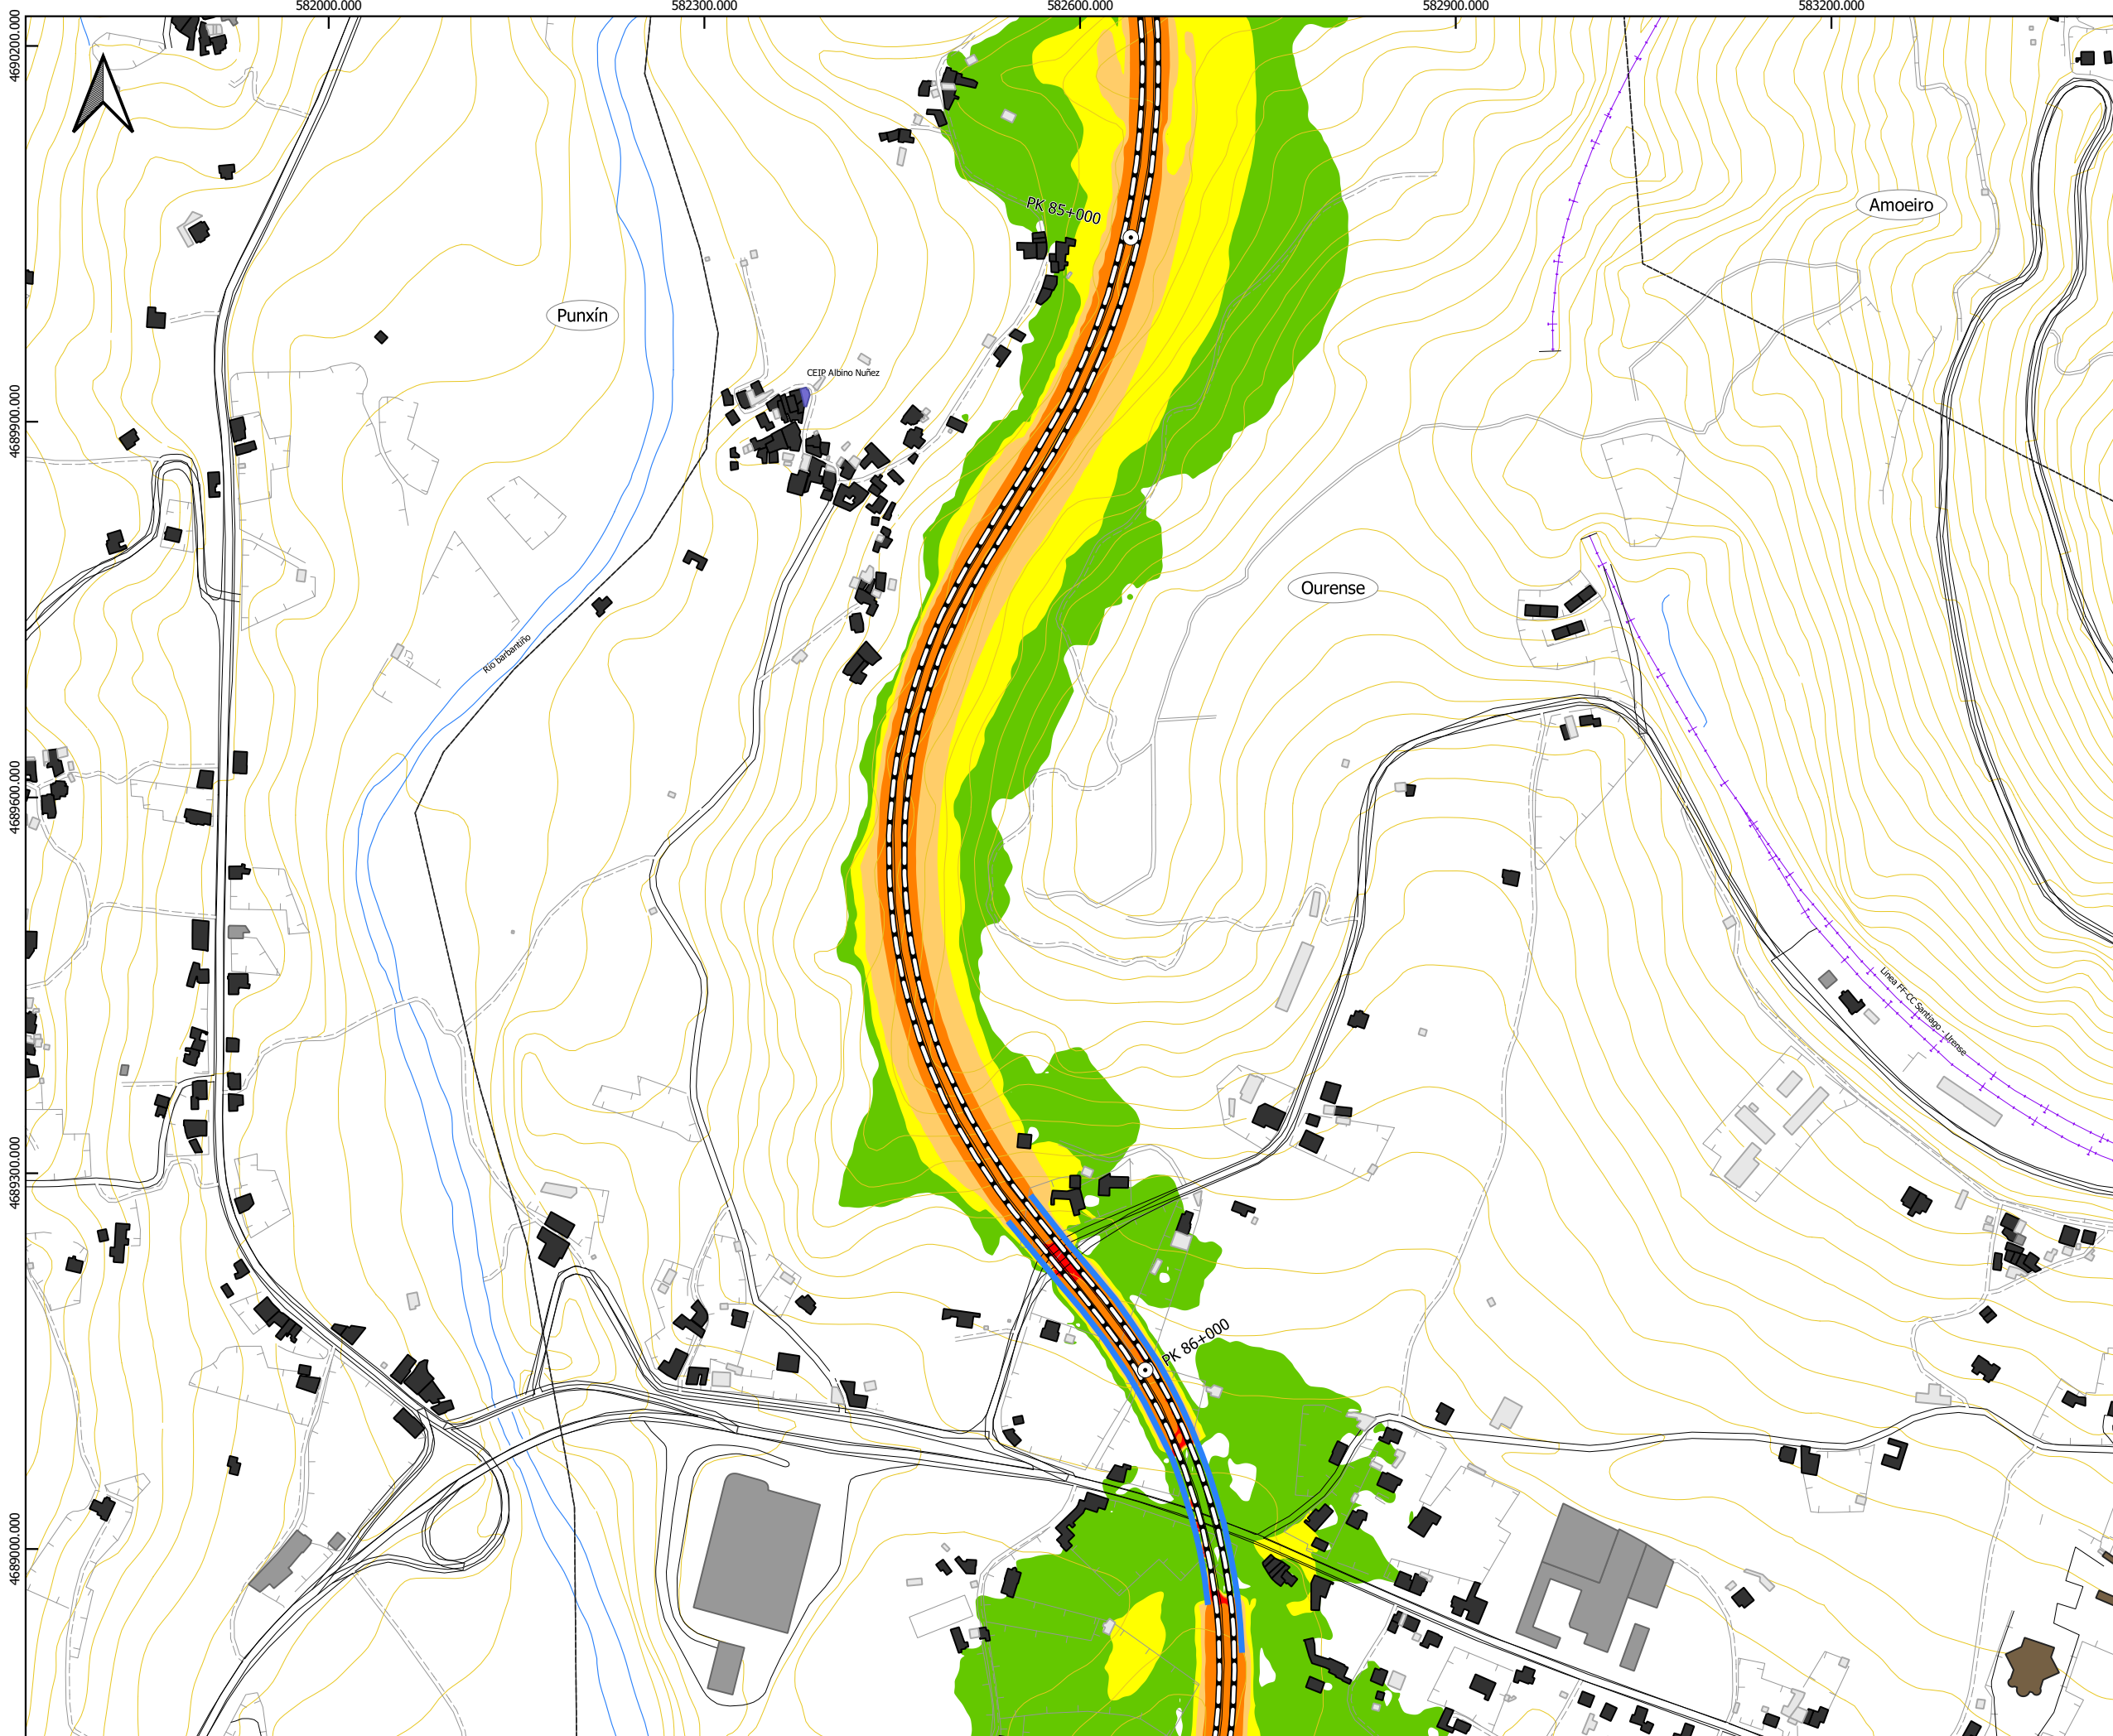 582000.000
582300.000
582600.000
582900.000
583200.000
4690200.000
PK 85+000
Amoeiro
Punxín
CEIP Albino Nuñez
4689900.000
Ourense
Río barbantiño
4689600.000
Línea FF-CC Santiago - Urense
4689300.000
PK 86+000
4689000.000